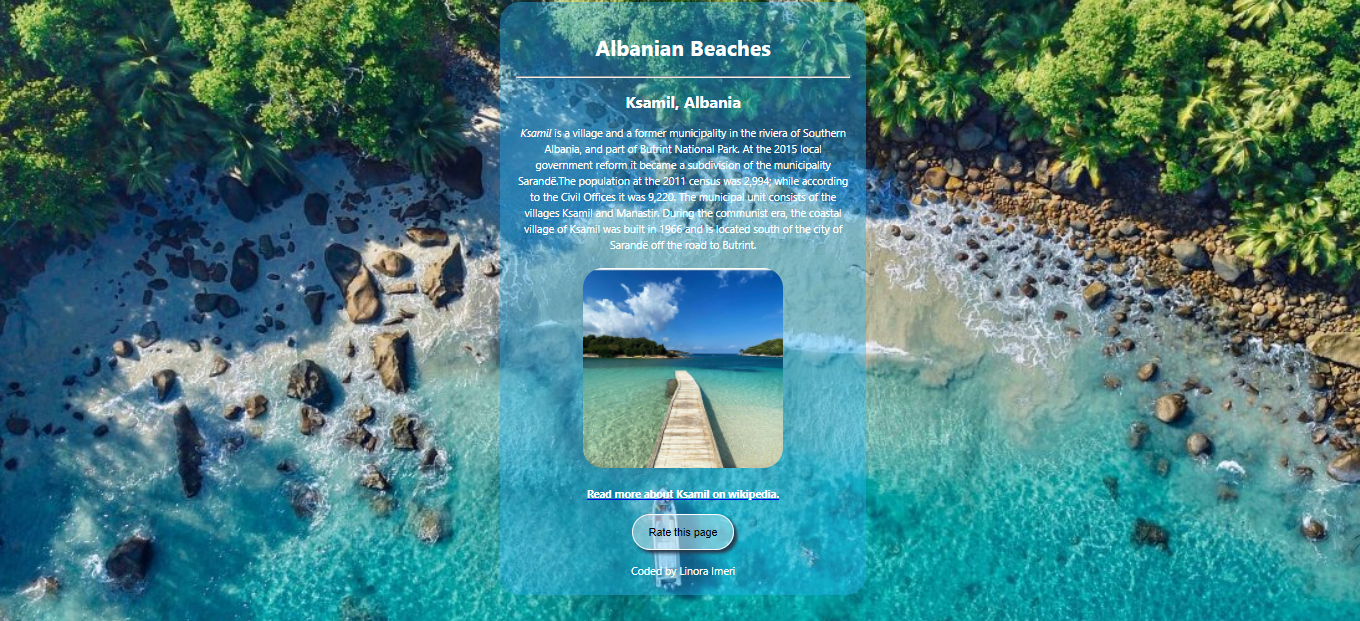 Albanian Beaches
Ksamil, Albania
Ksamil is a village and a former municipality in the riviera of Southern
Albania, and part of Butrint National Park. At the 2015 local
government reform it became a subdivision of the municipality
Sarandë.The population at the 2011 census was 2,994; while according
to the Civil Offices it was 9,220. The municipal unit consists of the
villages Ksamil and Manastir. During the communist era, the coastal
village of Ksamil was built in 1966 and is located south of the city of
Sarandë off the road to Butrint.
Read more about Ksamil on wikipedia.
Rate this page
Coded by Linora Imeri